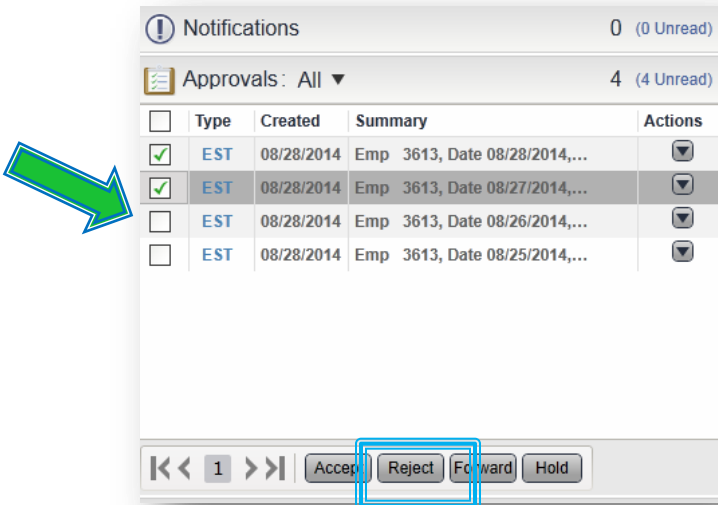 Notifications 0 (0 Unread)
Approvals: All ▼ 4 (4 Unread)
Type Created Summary Actions
EST 08/28/2014 Emp 3613, Date 08/28/2014,...
EST 08/28/2014 Emp 3613, Date 08/27/2014,...
EST 08/28/2014 Emp 3613, Date 08/26/2014,...
EST 08/28/2014 Emp 3613, Date 08/25/2014,...
1 Accept Reject Forward Hold